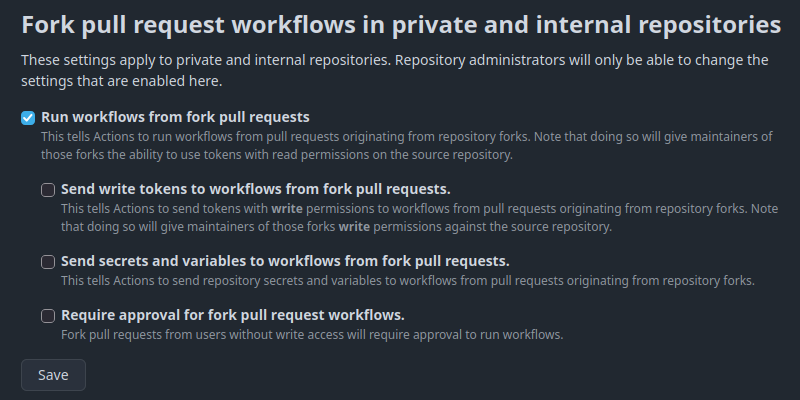 Fork pull request workflows in private and internal repositories
These settings apply to private and internal repositories. Repository administrators will only be able to change the
settings that are enabled here.
Run workflows from fork pull requests
This tells Actions to run workflows from pull requests originating from repository forks. Note that doing so will give maintainers of
those forks the ability to use tokens with read permissions on the source repository.
Send write tokens to workflows from fork pull requests.
This tells Actions to send tokens with write permissions to workflows from pull requests originating from repository forks. Note
that doing so will give maintainers of those forks write permissions against the source repository.
Send secrets and variables to workflows from fork pull requests.
This tells Actions to send repository secrets and variables to workflows from pull requests originating from repository forks.
Require approval for fork pull request workflows.
Fork pull requests from users without write access will require approval to run workflows.
Save